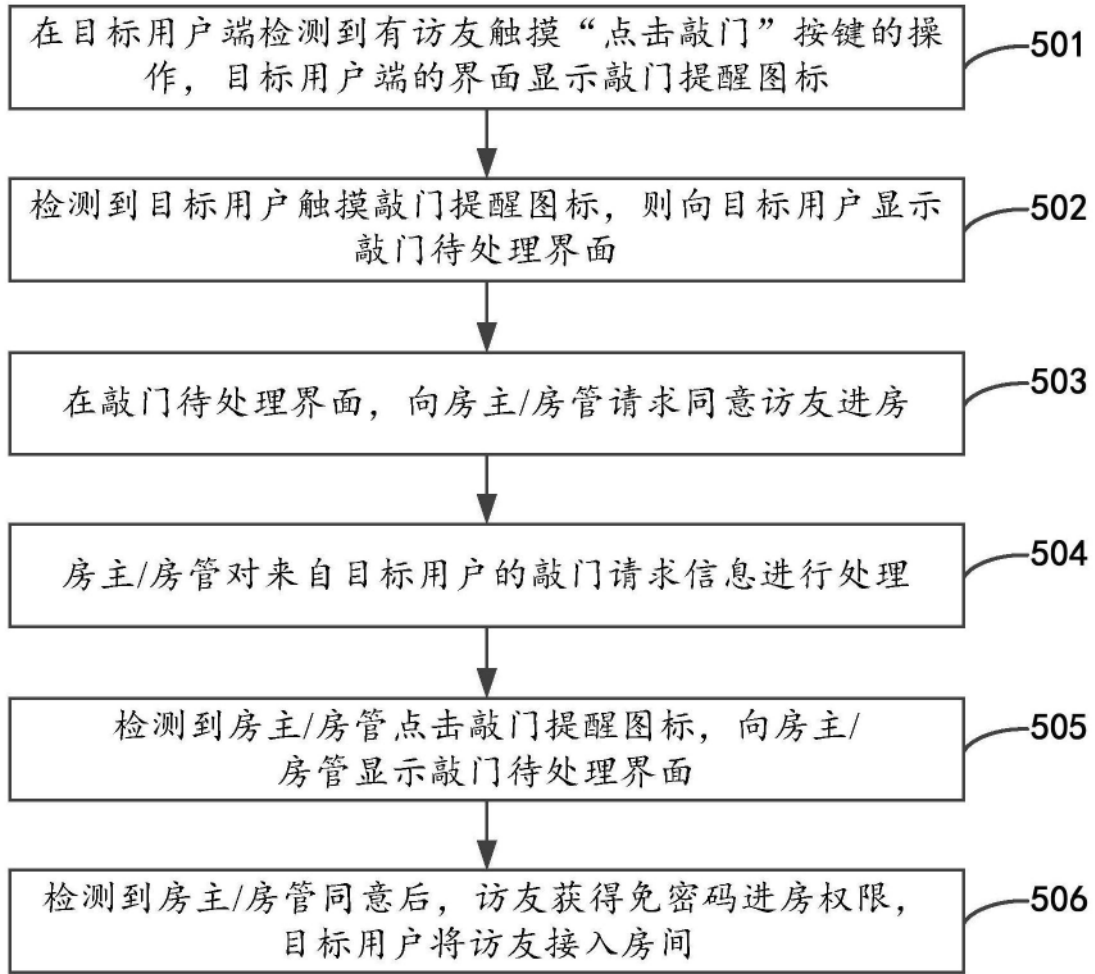 在目标用户端检测到有访友触摸“点击敲门”按键的操
作，目标用户端的界面显示敲门提醒图标
501
检测到目标用户触摸敲门提醒图标，则向目标用户显示
敲门待处理界面
502
在敲门待处理界面，向房主/房管请求同意访友进房
503
房主/房管对来自目标用户的敲门请求信息进行处理
504
检测到房主/房管点击敲门提醒图标，向房主/
房管显示敲门待处理界面
505
检测到房主/房管同意后，访友获得免密码进房权限，
目标用户将访友接入房间
506